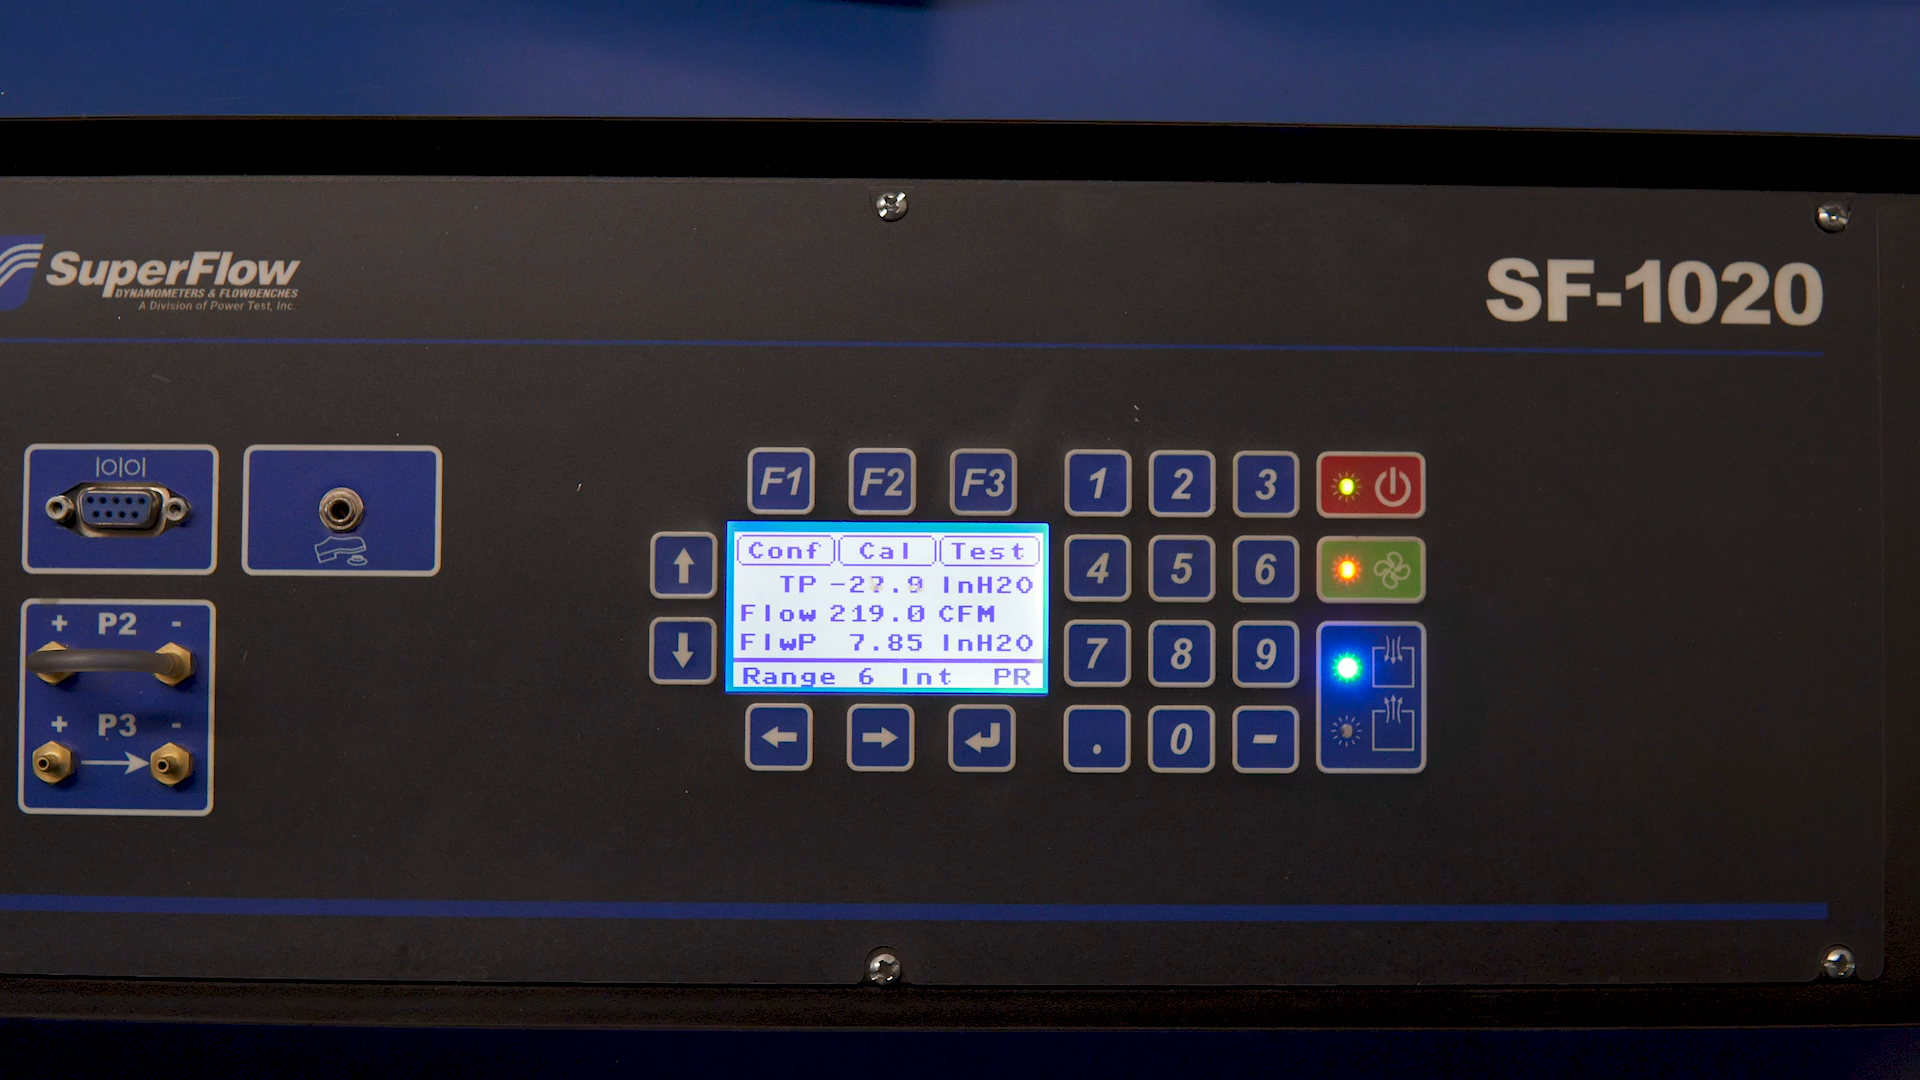 SuperFlow
DYNAMOMETERS & FLOWBENCHES
A Division of Power Test, Inc.
SF-1020
|O|O|
F1 F2 F3
1 2 3
Conf Cal Test
TP -27.9 InH2O
Flow 219.0 CFM
FlwP 7.85 InH2O
Range 6 Int PR
4 5 6
7 8 9
. 0 -
+ P2 -
+ P3 -